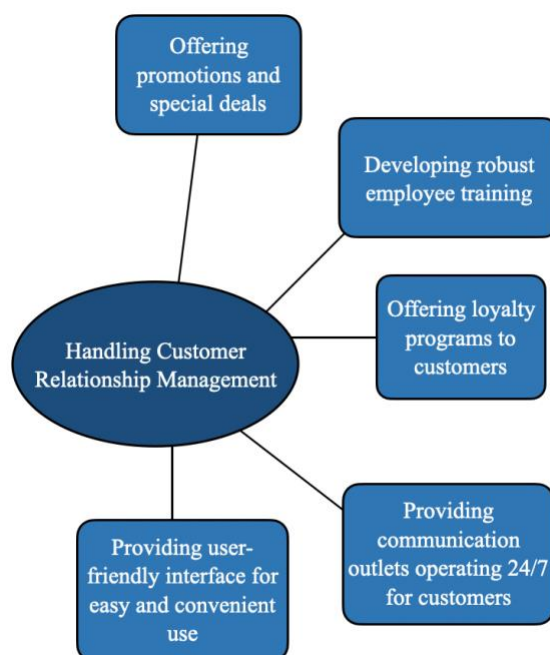 Offering
promotions and
special deals
Developing robust
employee training
Offering loyalty
programs to
customers
Handling Customer
Relationship Management
Providing
communication
outlets operating 24/7
for customers
Providing user-
friendly interface for
easy and convenient
use